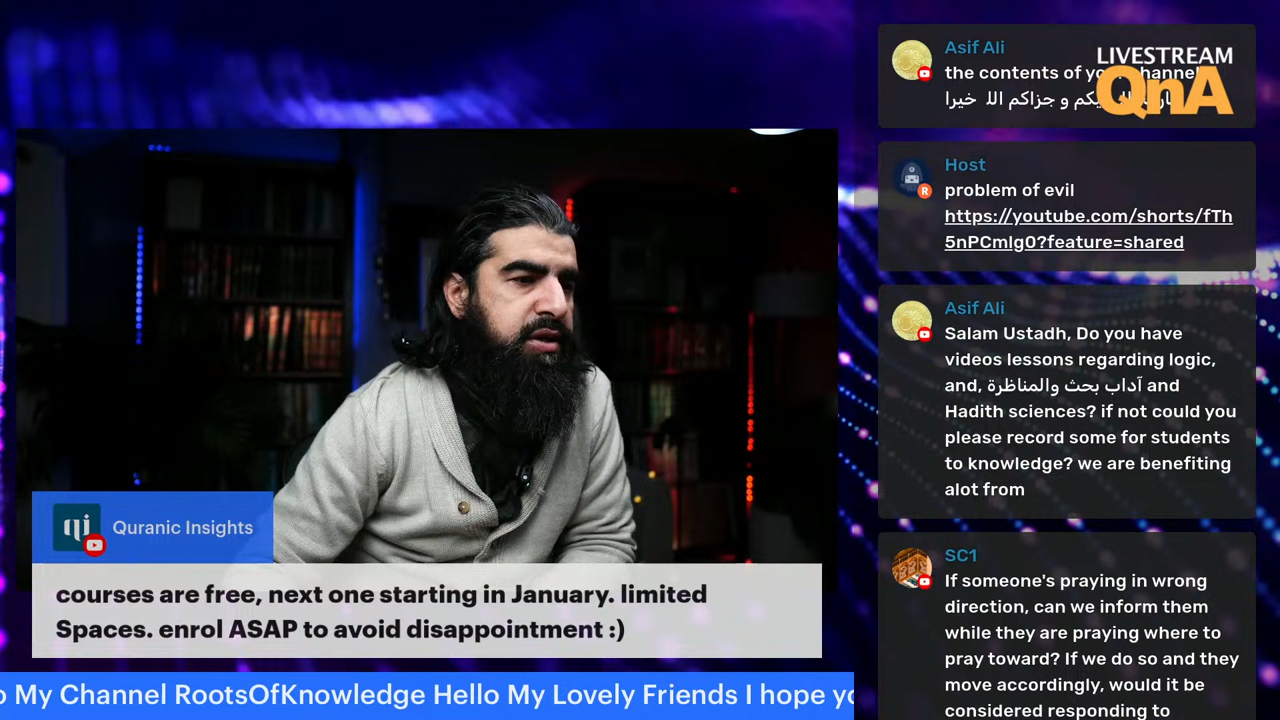 LIVESTREAM
QnA
Asif Ali
the contents of
خيرا اللہ جزاكم و
Host
problem of evil
https://youtube.com/shorts/fTh
5nPCmlg0?feature=shared
Asif Ali
Salam Ustadh, Do you have
videos lessons regarding logic,
and, آداب بحث والمناظرة and
Hadith sciences? if not could you
please record some for students
to knowledge? we are benefiting
alot from
SC1
If someone's praying in wrong
direction, can we inform them
while they are praying where to
pray toward? If we do so and they
move accordingly, would it be
considered responding to
qi Quranic Insights
courses are free, next one starting in January. limited
Spaces. enrol ASAP to avoid disappointment :)
My Channel RootsOfKnowledge Hello My Lovely Friends I hope